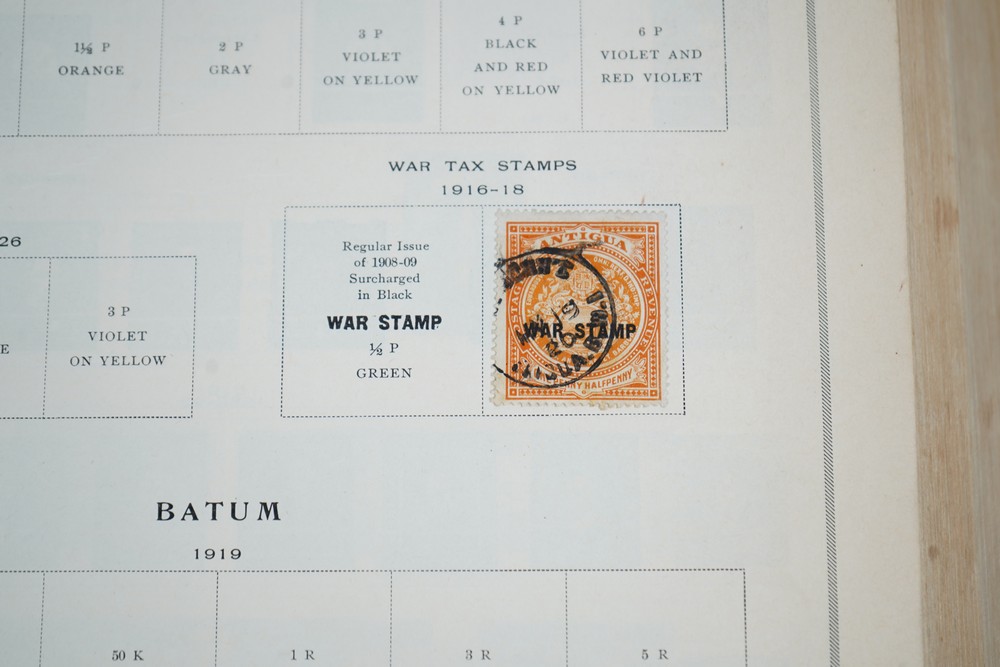 1½ P
ORANGE
2 P
GRAY
3 P
VIOLET
ON YELLOW
4 P
BLACK
AND RED
ON YELLOW
6 P
VIOLET AND
RED VIOLET
WAR TAX STAMPS
1916-18
Regular Issue
of 1908-09
Surcharged
in Black
WAR STAMP
½ P
GREEN
ANTIGUA
REVENUE
WAR STAMP
HALFPENNY
26
E
3 P
VIOLET
ON YELLOW
BATUM
1919
50 K
1 R
3 R
5 R